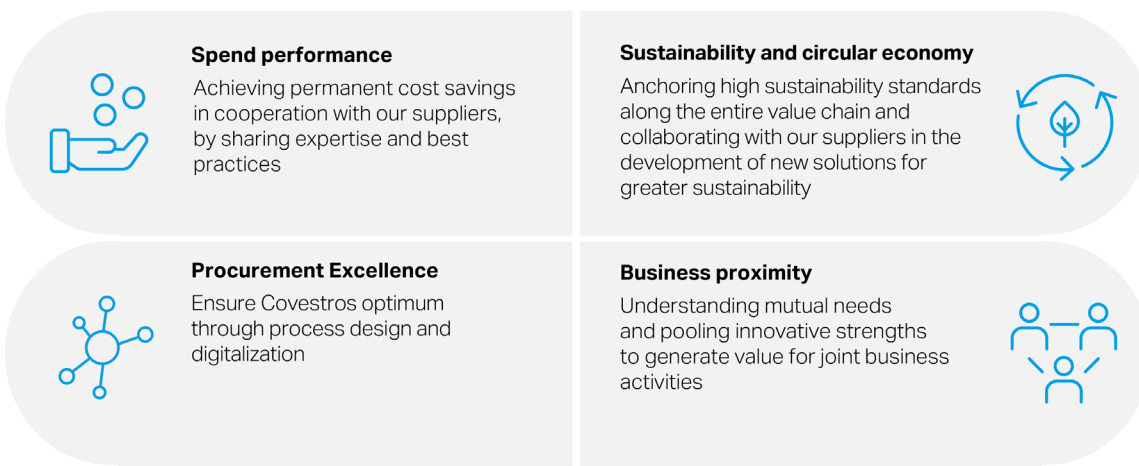 Spend performance
Achieving permanent cost savings
in cooperation with our suppliers,
by sharing expertise and best
practices
Sustainability and circular economy
Anchoring high sustainability standards
along the entire value chain and
collaborating with our suppliers in the
development of new solutions for
greater sustainability
Procurement Excellence
Ensure Covestros optimum
through process design and
digitalization
Business proximity
Understanding mutual needs
and pooling innovative strengths
to generate value for joint business
activities